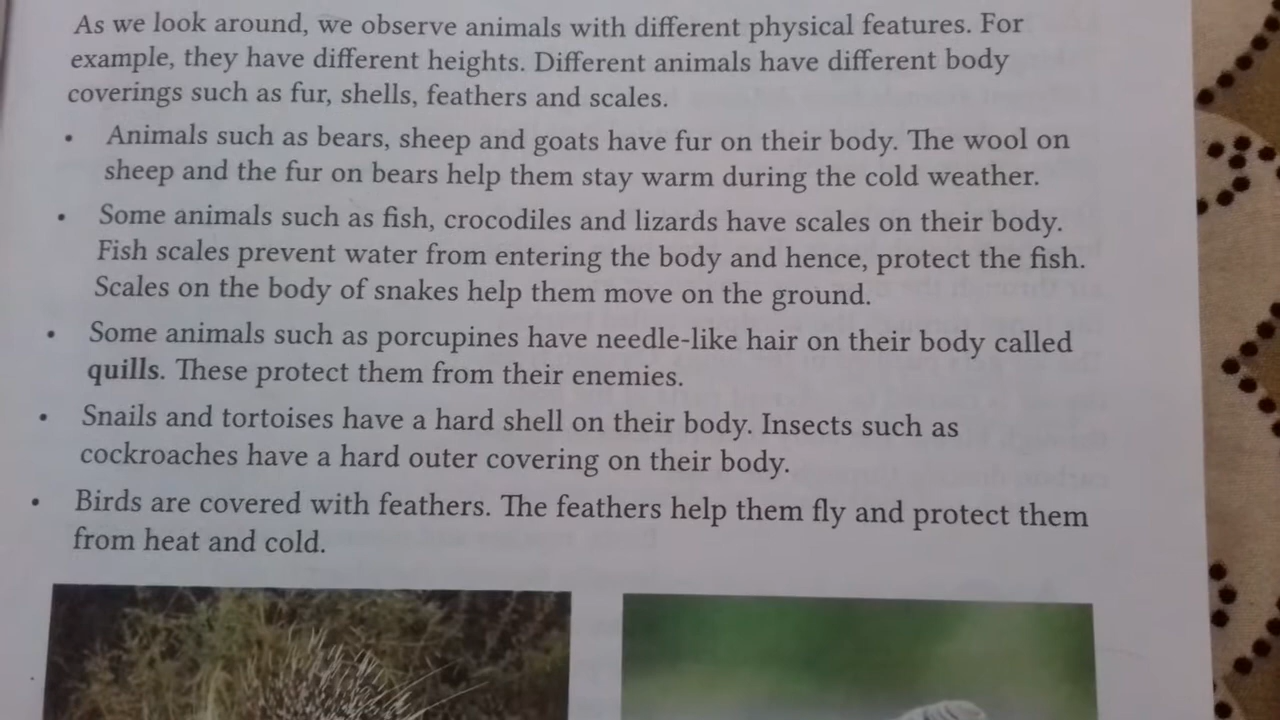 As we look around, we observe animals with different physical features. For
example, they have different heights. Different animals have different body
coverings such as fur, shells, feathers and scales.
• Animals such as bears, sheep and goats have fur on their body. The wool on
sheep and the fur on bears help them stay warm during the cold weather.
• Some animals such as fish, crocodiles and lizards have scales on their body.
Fish scales prevent water from entering the body and hence, protect the fish.
Scales on the body of snakes help them move on the ground.
• Some animals such as porcupines have needle-like hair on their body called
quills. These protect them from their enemies.
• Snails and tortoises have a hard shell on their body. Insects such as
cockroaches have a hard outer covering on their body.
• Birds are covered with feathers. The feathers help them fly and protect them
from heat and cold.